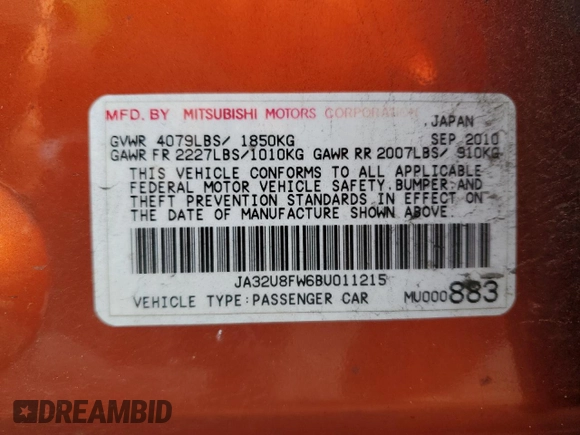 MFD. BY MITSUBISHI MOTORS CORPORATION JAPAN
GVWR 4079LBS/ 1850KG SEP 2010
GAWR FR 2227LBS/1010KG GAWR RR 2007LBS/ 910KG
THIS VEHICLE CONFORMS TO ALL APPLICABLE
FEDERAL MOTOR VEHICLE SAFETY, BUMPER AND
THEFT PREVENTION STANDARDS IN EFFECT ON
THE DATE OF MANUFACTURE SHOWN ABOVE.
JA32U8FW6BU011215
VEHICLE TYPE:PASSENGER CAR MU000883
DREAMBID